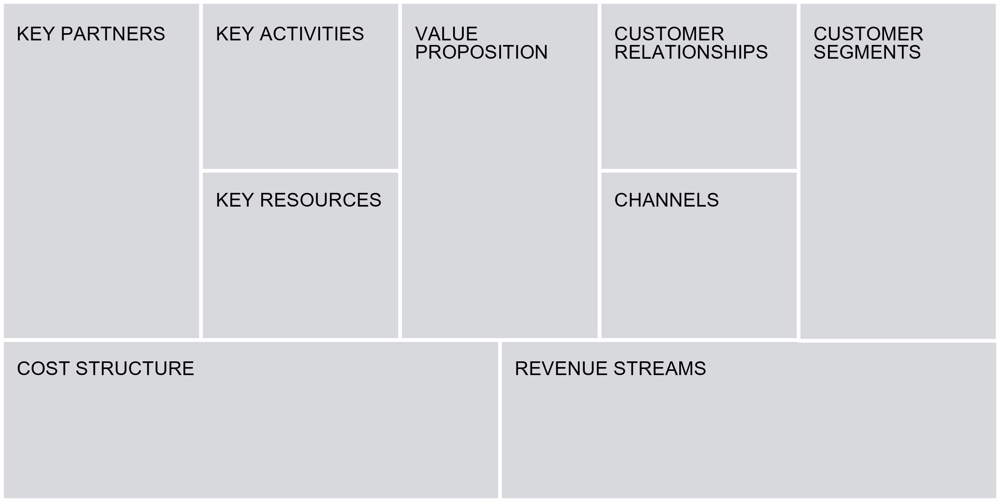 KEY PARTNERS
KEY ACTIVITIES
VALUE
PROPOSITION
CUSTOMER
RELATIONSHIPS
CUSTOMER
SEGMENTS
KEY RESOURCES
CHANNELS
COST STRUCTURE
REVENUE STREAMS